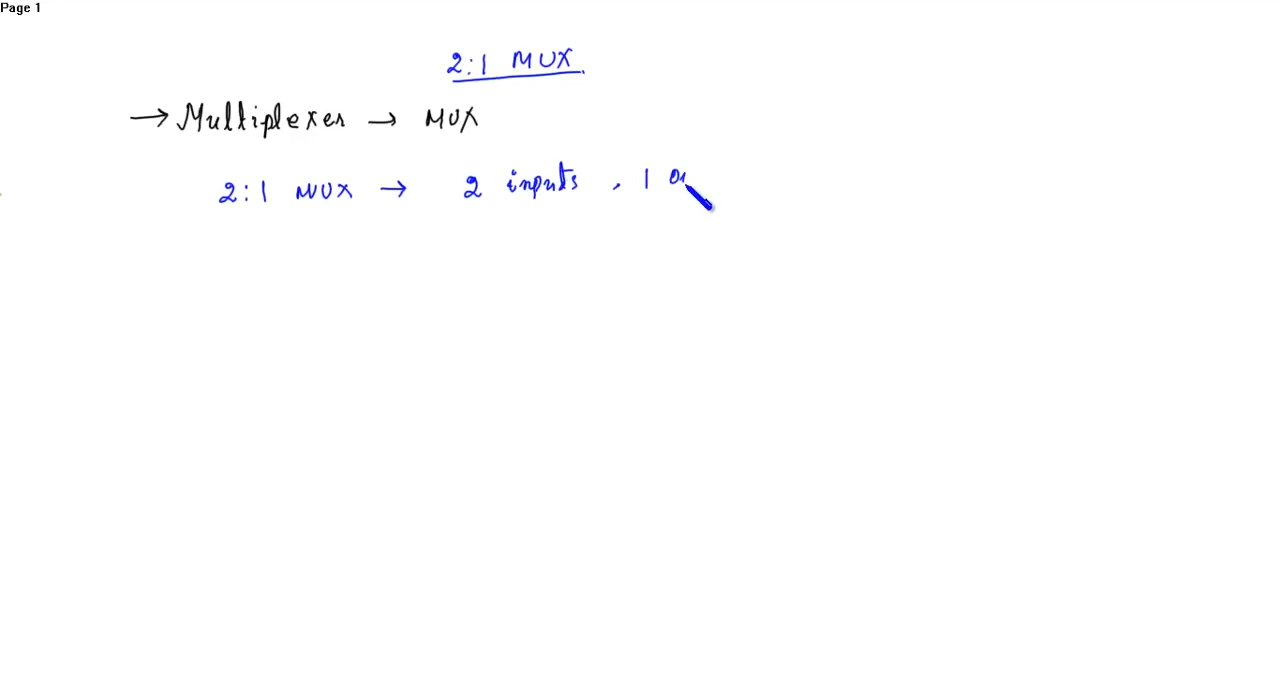 Page 1
2:1 MUX
→ Multiplexer → MUX
2:1 MUX → 2 inputs , 1